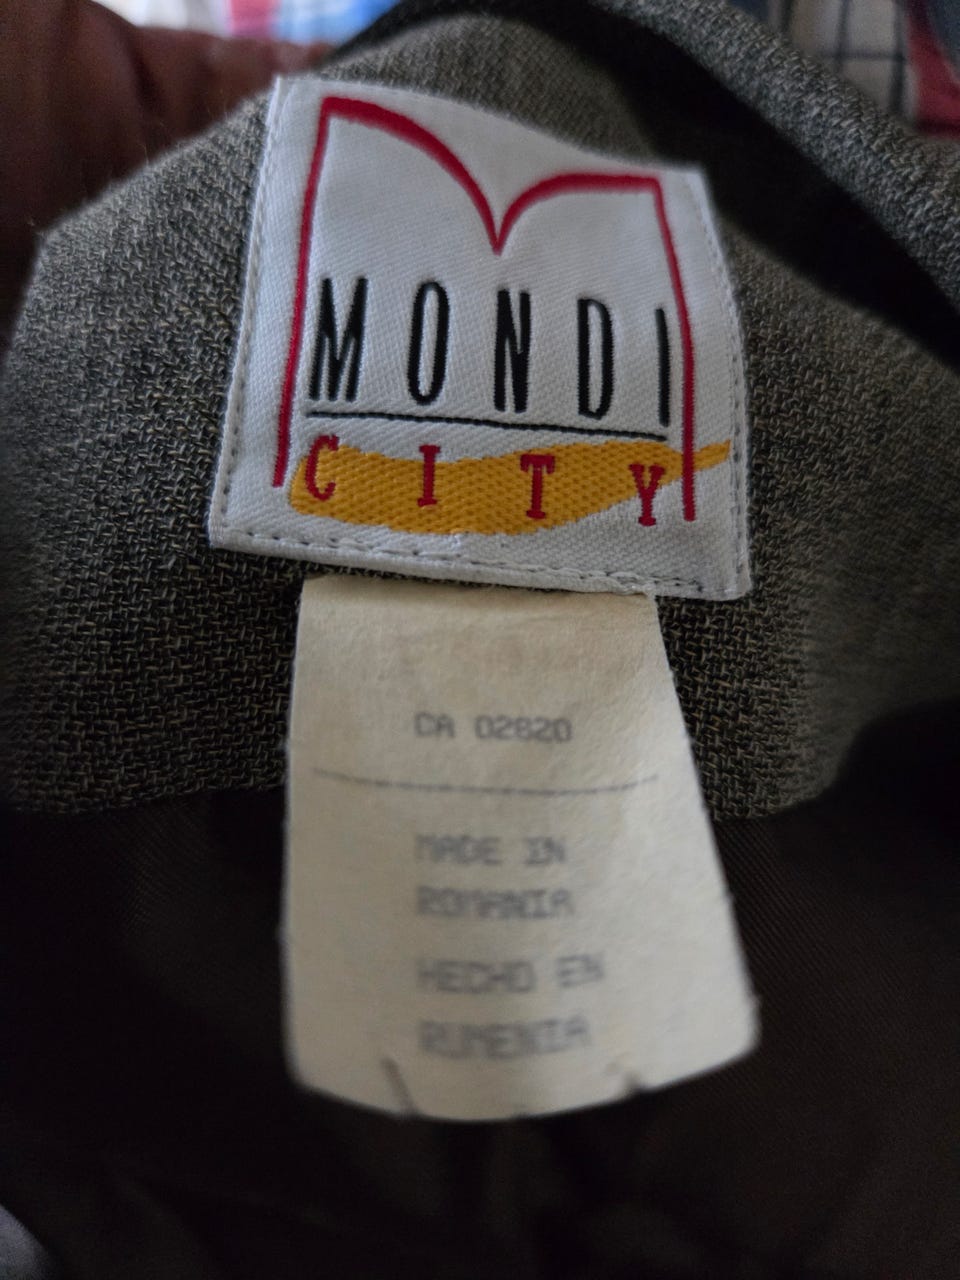 MONDI
CITY
CA 02820
MADE IN
ROMANIA
HECHO EN
RUMENIA